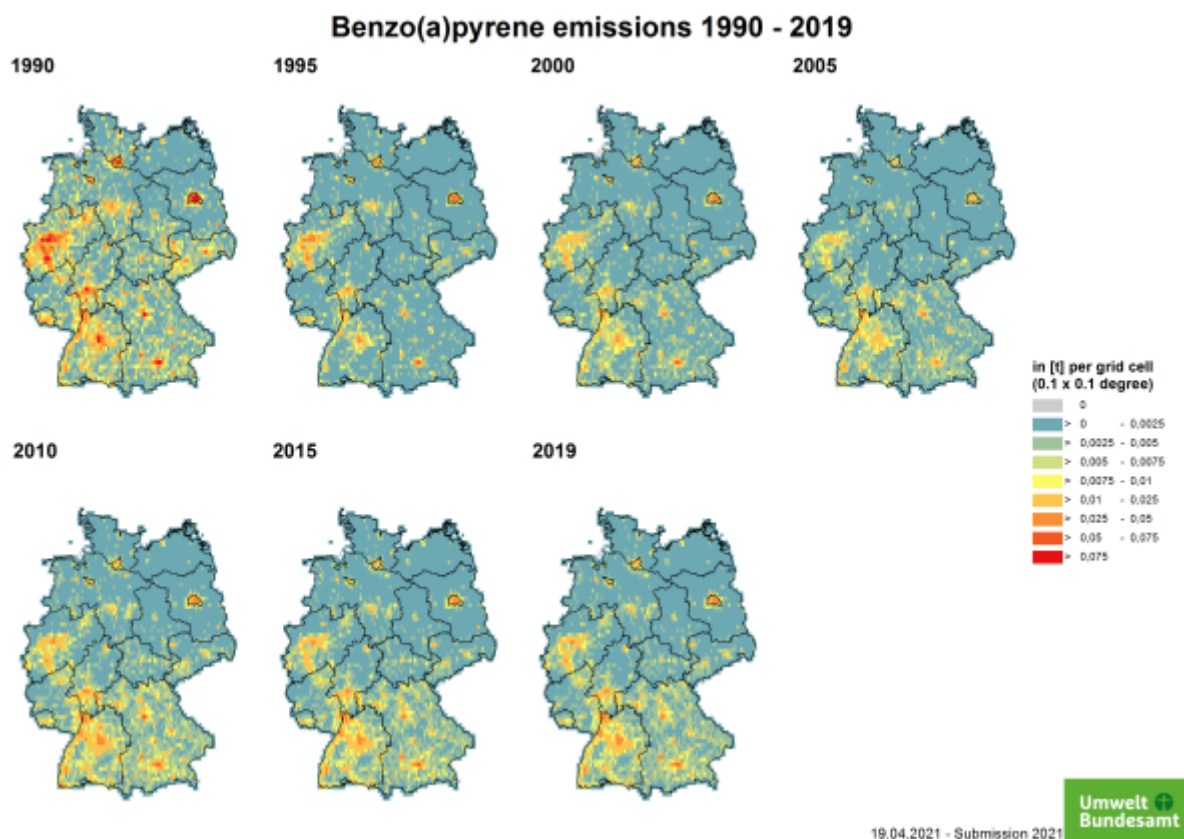 Benzo(a)pyrene emissions 1990 - 2019
1990
1995
2000
2005
2010
2015
2019
in [t] per grid cell
(0.1 x 0.1 degree)
0
> 0 - 0,0025
> 0,0025 - 0,005
> 0,005 - 0,0075
> 0,0075 - 0,01
> 0,01 - 0,025
> 0,025 - 0,05
> 0,05 - 0,075
> 0,075
Umwelt
Bundesamt
19.04.2021 - Submission 2021